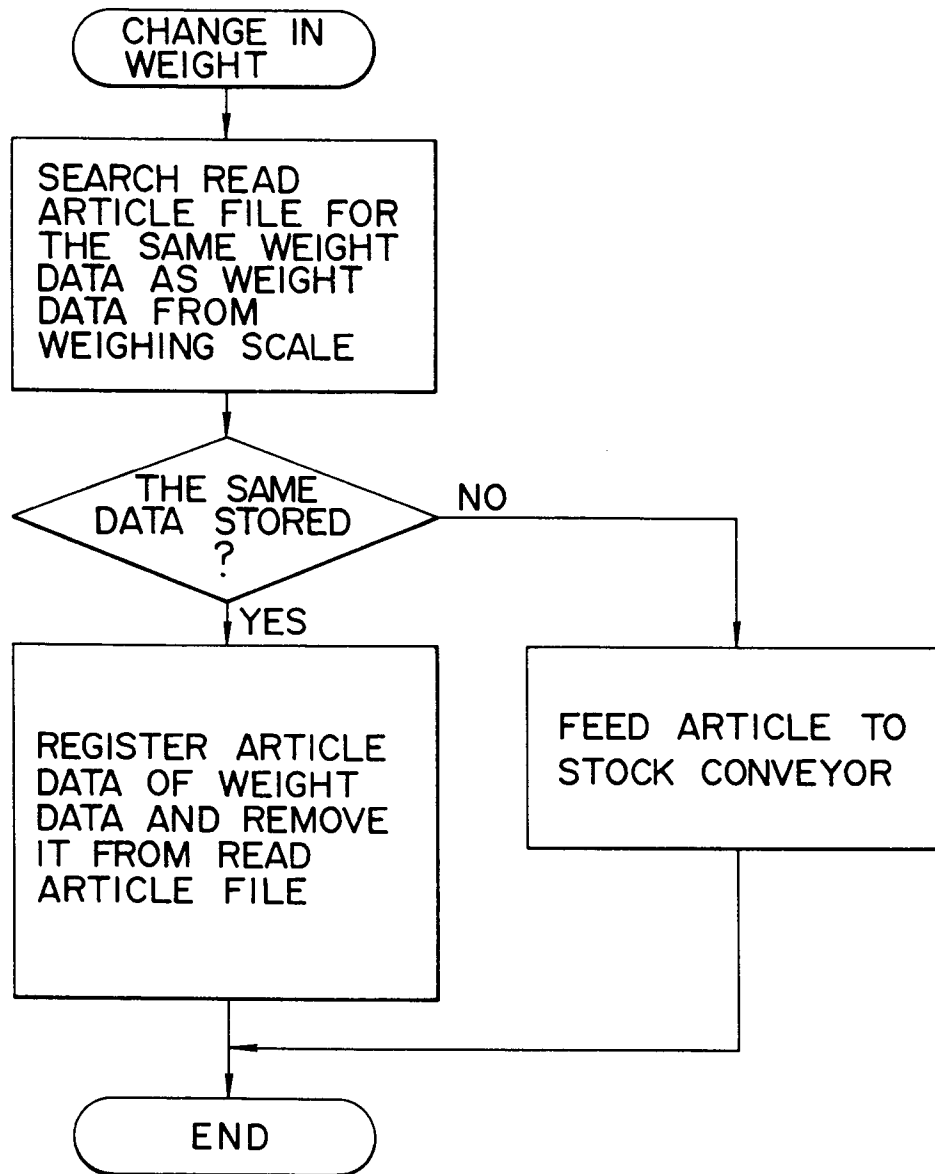 CHANGE IN
WEIGHT
SEARCH READ
ARTICLE FILE FOR
THE SAME WEIGHT
DATA AS WEIGHT
DATA FROM
WEIGHING SCALE
THE SAME
DATA STORED
?
NO
YES
REGISTER ARTICLE
DATA OF WEIGHT
DATA AND REMOVE
IT FROM READ
ARTICLE FILE
FEED ARTICLE TO
STOCK CONVEYOR
END